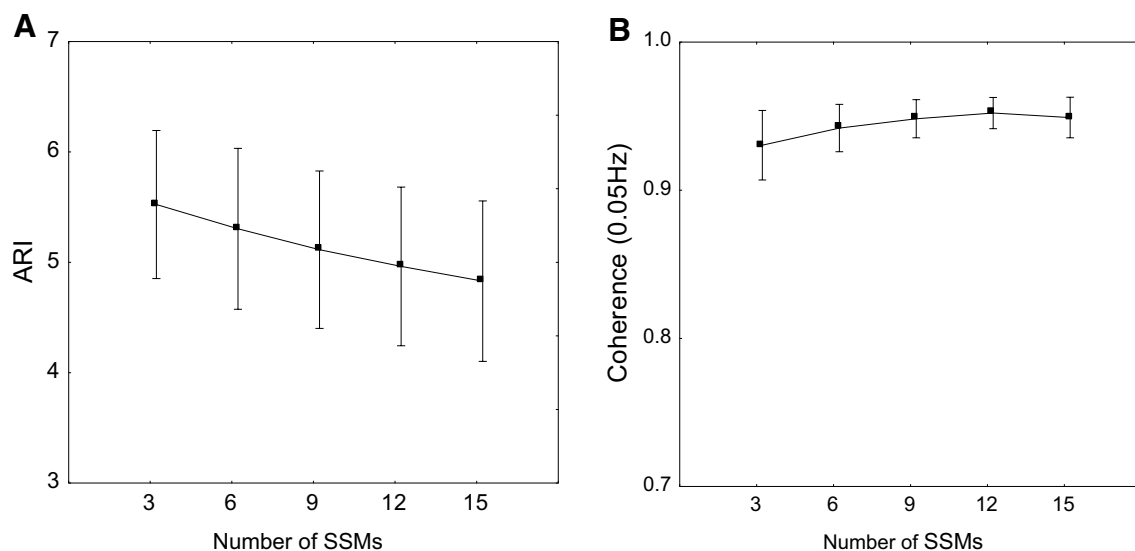 A
7
6
5
4
3
ARI
3 6 9 12 15
Number of SSMs
B
1.0
0.9
0.8
0.7
Coherence (0.05Hz)
3 6 9 12 15
Number of SSMs